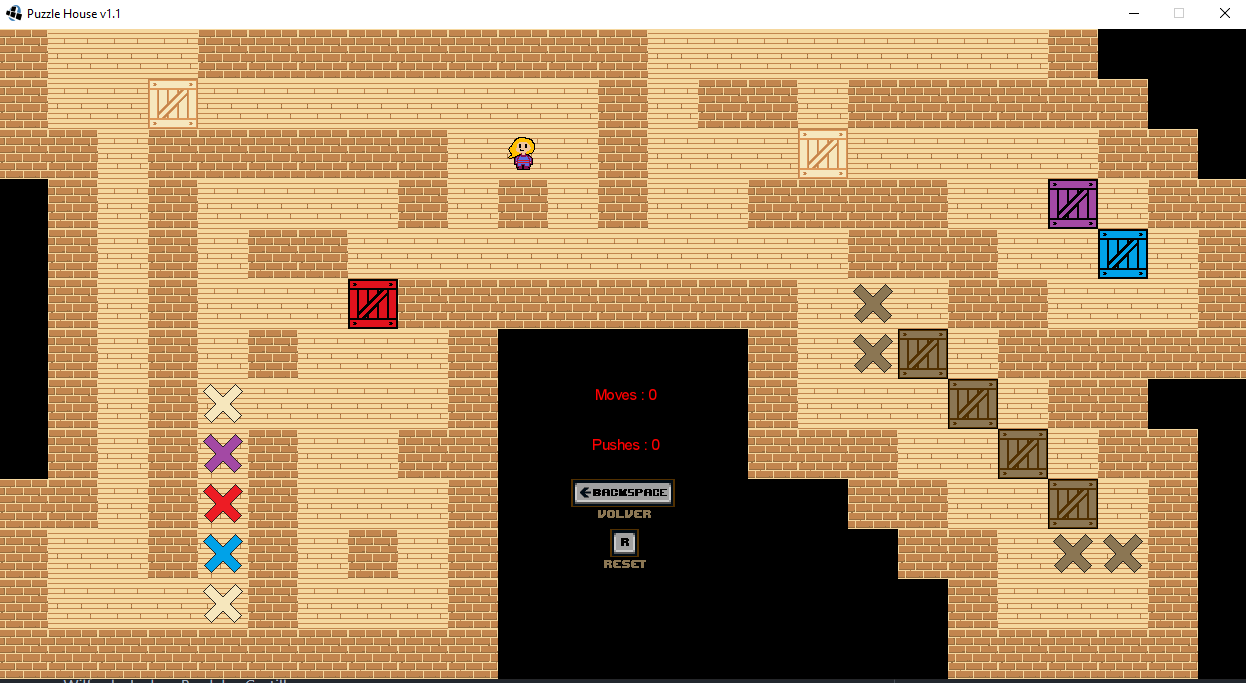 Puzzle House v1.1
Moves : 0
Pushes : 0
BACKSPACE
VOLVER
R
RESET